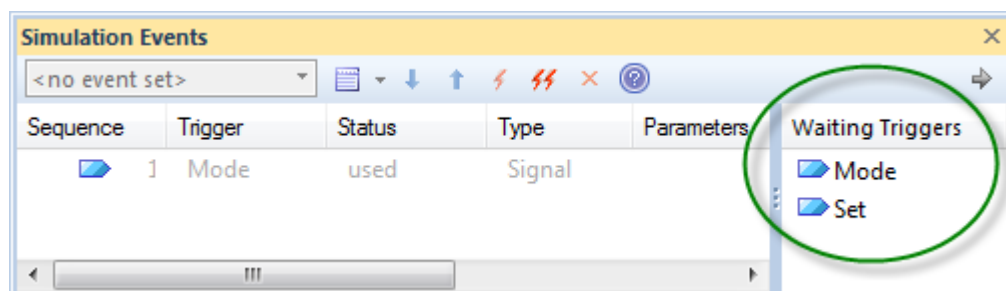 Simulation Events
<no event set>
Sequence Trigger Status Type Parameters Waiting Triggers
1 Mode used Signal Mode
Set